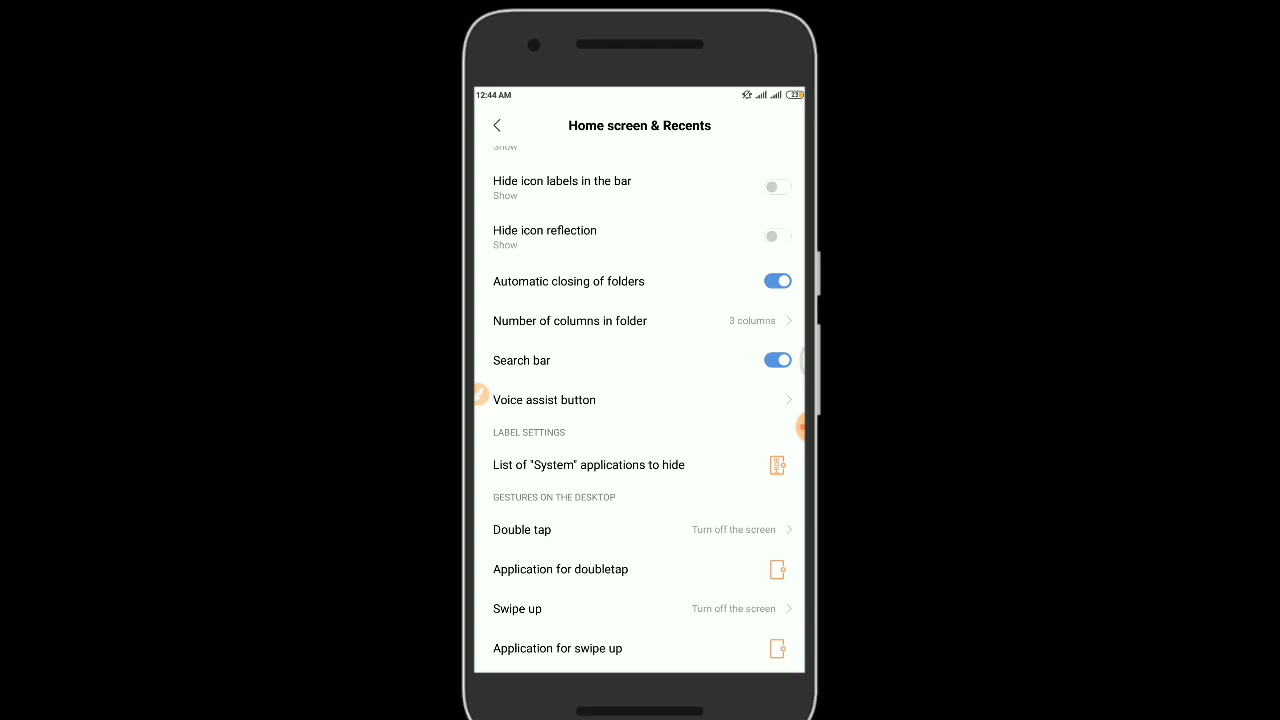 12:44 AM
23
Home screen & Recents
Show
Hide icon labels in the bar
Show
Hide icon reflection
Show
Automatic closing of folders
Number of columns in folder
3 columns
Search bar
Voice assist button
LABEL SETTINGS
List of "System" applications to hide
HIDE
GESTURES ON THE DESKTOP
Double tap
Turn off the screen
Application for doubletap
Swipe up
Turn off the screen
Application for swipe up